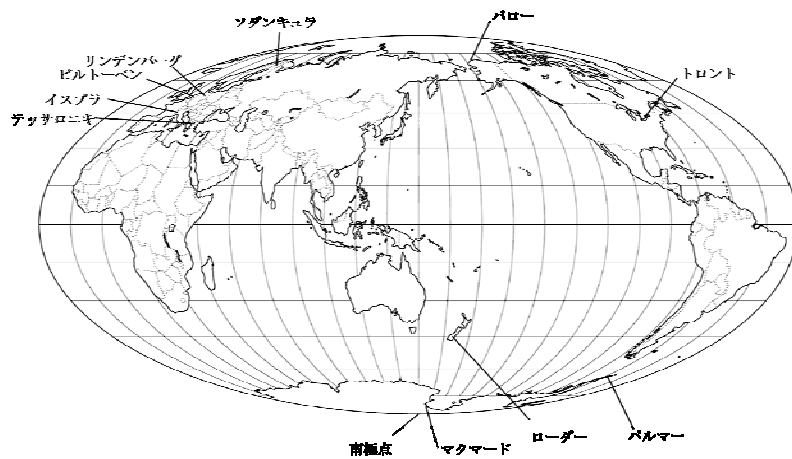 ソダンキュラ
バロー
リンデンバーグ
ビルトーベン
トロント
イスプラ
テッサロニキ
南極点
マクマード
ローダー
パルマー